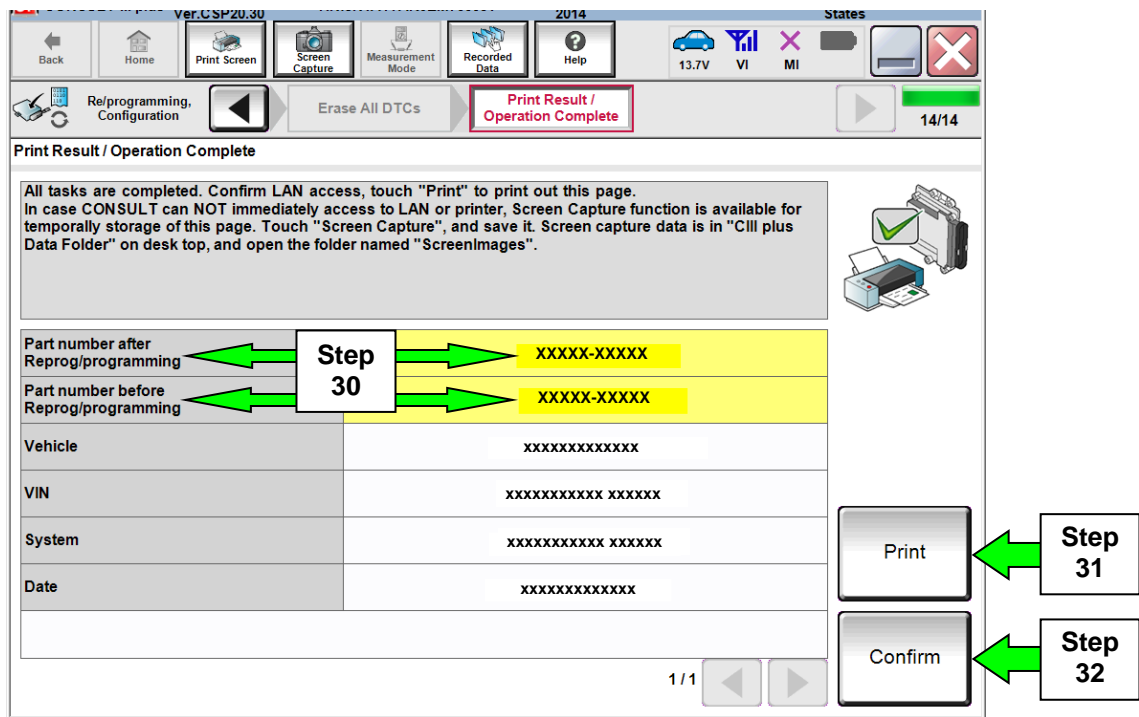 Ver.CSP20.30
2014
States
Back
Home
Print Screen
Screen
Capture
Measurement
Mode
Recorded
Data
Help
13.7V VI MI
Re/programming,
Configuration
Erase All DTCs
Print Result /
Operation Complete
14/14
Print Result / Operation Complete
All tasks are completed. Confirm LAN access, touch "Print" to print out this page.
In case CONSULT can NOT immediately access to LAN or printer, Screen Capture function is available for
temporally storage of this page. Touch "Screen Capture", and save it. Screen capture data is in "CIII plus
Data Folder" on desk top, and open the folder named "ScreenImages".
Part number after
Reprog/programming
Step
30
XXXXX-XXXXX
Part number before
Reprog/programming
XXXXX-XXXXX
Vehicle
xxxxxxxxxxxxx
VIN
xxxxxxxxxxx xxxxxx
System
xxxxxxxxxxx xxxxxx
Date
xxxxxxxxxxxxx
Print
Step
31
Confirm
Step
32
1/1